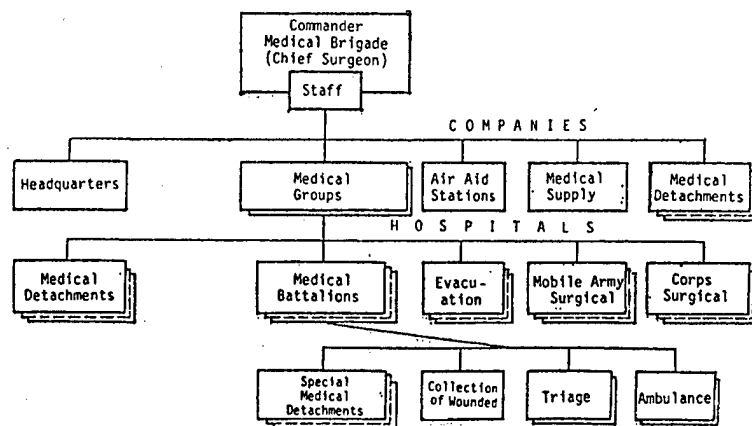 Commander
Medical Brigade
(Chief Surgeon)
Staff
COMPANIES
Headquarters
Medical
Groups
Air Aid
Stations
Medical
Supply
Medical
Detachments
HOSPITALS
Medical
Detachments
Medical
Battalions
Evacu-
ation
Mobile Army
Surgical
Corps
Surgical
Special
Medical
Detachments
Collection
of Wounded
Triage
Ambulance